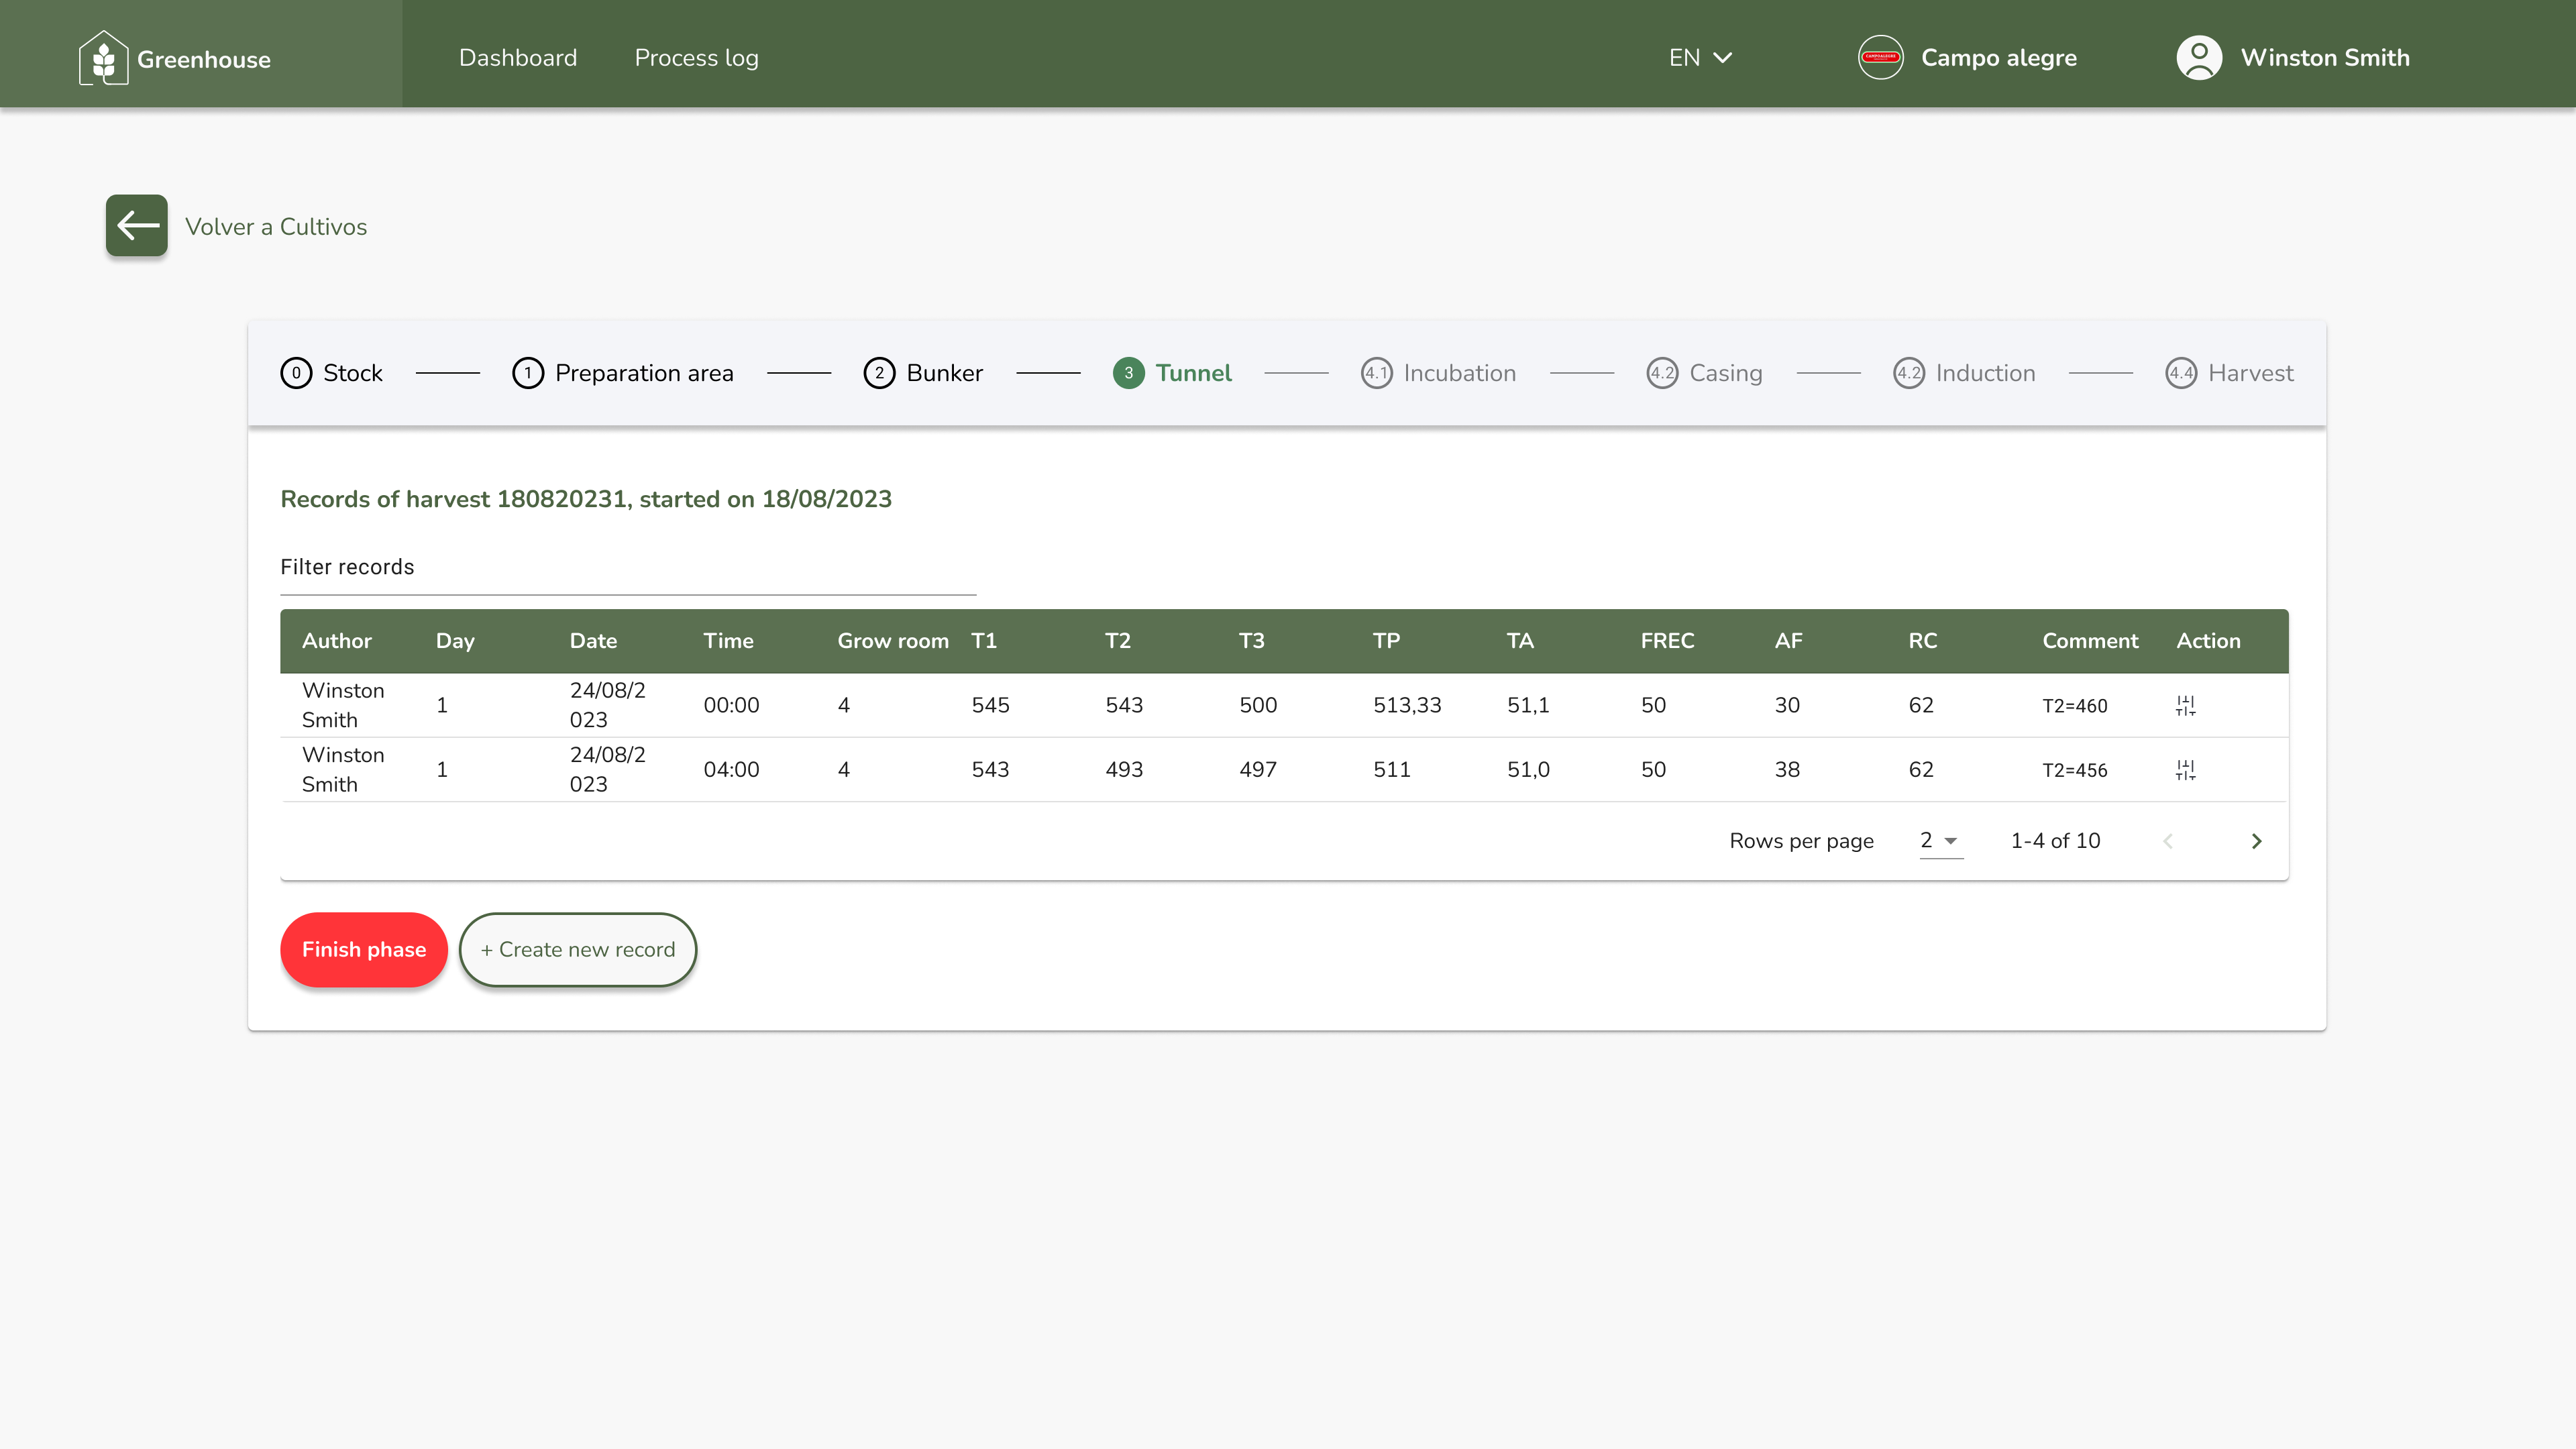 Greenhouse Dashboard Process log EN Campo alegre Winston Smith
Volver a Cultivos
0 Stock 1 Preparation area 2 Bunker 3 Tunnel 4.1 Incubation 4.2 Casing 4.2 Induction 4.4 Harvest
Records of harvest 180820231, started on 18/08/2023
Filter records
Author Day Date Time Grow room T1 T2 T3 TP TA FREC AF RC Comment Action
Winston Smith 1 24/08/2023 00:00 4 545 543 500 513,33 51,1 50 30 62 T2=460
Winston Smith 1 24/08/2023 04:00 4 543 493 497 511 51,0 50 38 62 T2=456
Rows per page 2 1-4 of 10
Finish phase + Create new record